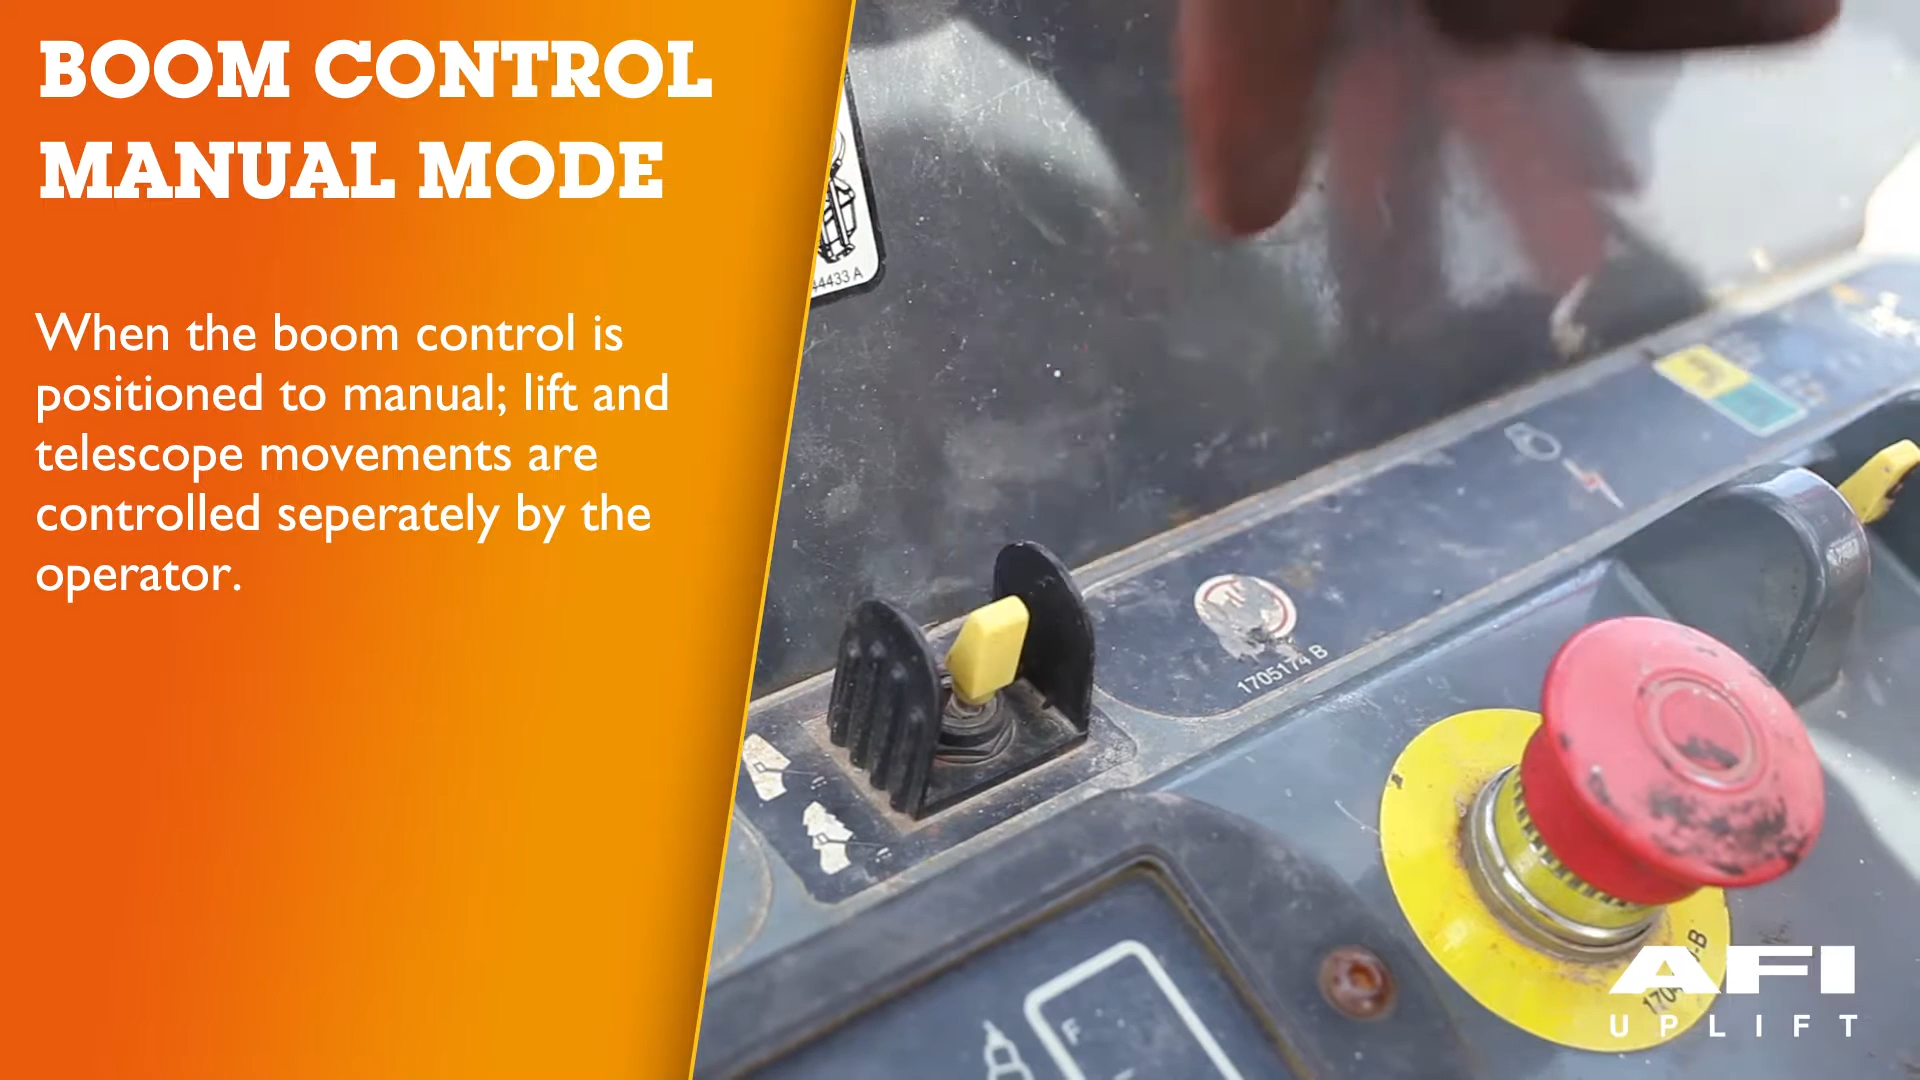 BOOM CONTROL
MANUAL MODE
When the boom control is
positioned to manual; lift and
telescope movements are
controlled seperately by the
operator.
44433 A
1705174 B
F
AFI
UPLIFT